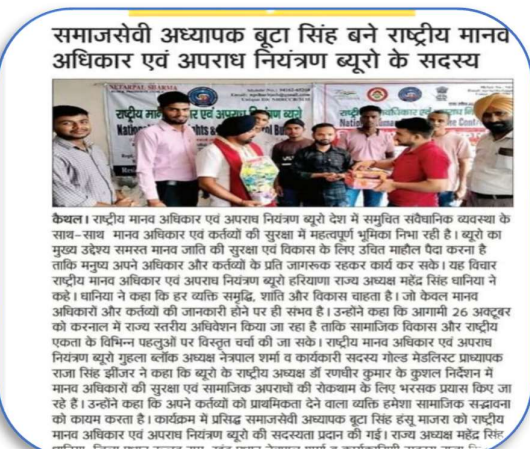 समाजसेवी अध्यापक बूटा सिंह बने राष्ट्रीय मानव
अधिकार एवं अपराध नियंत्रण ब्यूरो के सदस्य
राष्ट्रीय मानव अधिकार एवं अपराध नियंत्रण ब्यूरो
कैथल। राष्ट्रीय मानव अधिकार एवं अपराध नियंत्रण ब्यूरो देश में समुचित संवैधानिक व्यवस्था के
साथ–साथ मानव अधिकार एवं कर्तव्यों की सुरक्षा में महत्वपूर्ण भूमिका निभा रही है। ब्यूरो का
मुख्य उद्देश्य समस्त मानव जाति की सुरक्षा एवं विकास के लिए उचित माहौल पैदा करना है
ताकि मनुष्य अपने अधिकार और कर्तव्यों के प्रति जागरूक रहकर कार्य कर सके। यह विचार
राष्ट्रीय मानव अधिकार एवं अपराध नियंत्रण ब्यूरो हरियाणा राज्य अध्यक्ष महेंद्र सिंह धानिया ने
कहे। धानिया ने कहा कि हर व्यक्ति समृद्धि, शांति और विकास चाहता है। जो केवल मानव
अधिकारों और कर्तव्यों की जानकारी होने पर ही संभव है। उन्होंने कहा कि आगामी 26 अक्टूबर
को करनाल में राज्य स्तरीय अधिवेशन किया जा रहा है ताकि सामाजिक विकास और राष्ट्रीय
एकता के विभिन्न पहलुओं पर विस्तृत चर्चा की जा सके। राष्ट्रीय मानव अधिकार एवं अपराध
नियंत्रण ब्यूरो गुहला ब्लॉक अध्यक्ष नेत्रपाल शर्मा व कार्यकारी सदस्य गोल्ड मेडलिस्ट प्राध्यापक
राजा सिंह झींजर ने कहा कि ब्यूरो के राष्ट्रीय अध्यक्ष डॉ रणधीर कुमार के कुशल निर्देशन में
मानव अधिकारों की सुरक्षा एवं सामाजिक अपराधों की रोकथाम के लिए भरसक प्रयास किए जा
रहे हैं। उन्होंने कहा कि अपने कर्तव्यों को प्राथमिकता देने वाला व्यक्ति हमेशा सामाजिक सद्भावना
को कायम करता है। कार्यक्रम में प्रसिद्ध समाजसेवी अध्यापक बूटा सिंह हंसू माजरा को राष्ट्रीय
मानव अधिकार एवं अपराध नियंत्रण ब्यूरो की सदस्यता प्रदान की गई। राज्य अध्यक्ष महेंद्र सिंह